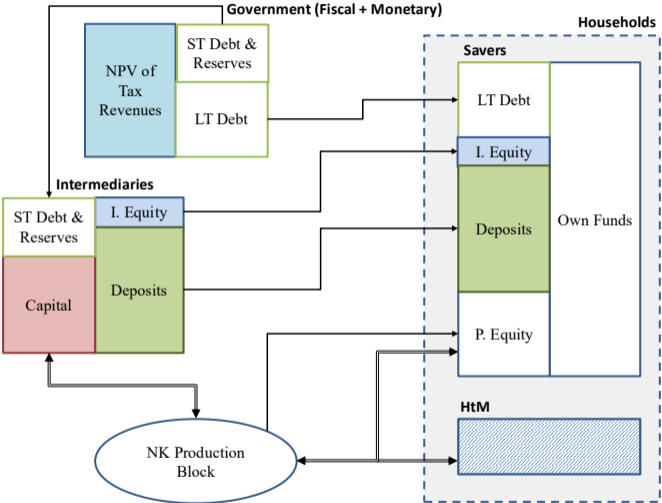 Government (Fiscal + Monetary)
Households
NPV of
Tax
Revenues
ST Debt &
Reserves
LT Debt
Savers
LT Debt
I. Equity
Deposits
P. Equity
Own Funds
Intermediaries
ST Debt &
Reserves
Capital
I. Equity
Deposits
HtM
NK Production
Block